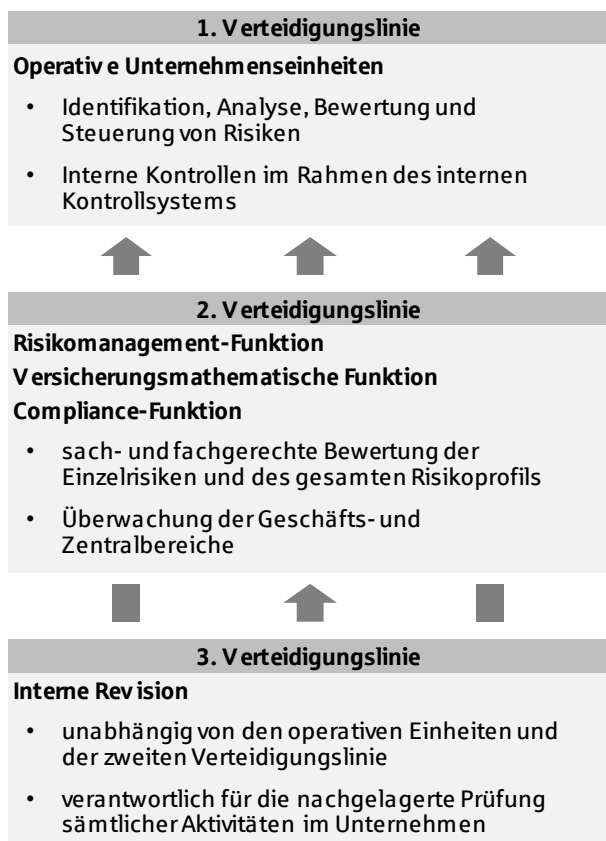 1. Verteidigungslinie
Operative Unternehmenseinheiten
• Identifikation, Analyse, Bewertung und
Steuerung von Risiken
• Interne Kontrollen im Rahmen des internen
Kontrollsystems
2. Verteidigungslinie
Risikomanagement-Funktion
Versicherungsmathematische Funktion
Compliance-Funktion
• sach- und fachgerechte Bewertung der
Einzelrisiken und des gesamten Risikoprofils
• Überwachung der Geschäfts- und
Zentralbereiche
3. Verteidigungslinie
Interne Revision
• unabhängig von den operativen Einheiten und
der zweiten Verteidigungslinie
• verantwortlich für die nachgelagerte Prüfung
sämtlicher Aktivitäten im Unternehmen